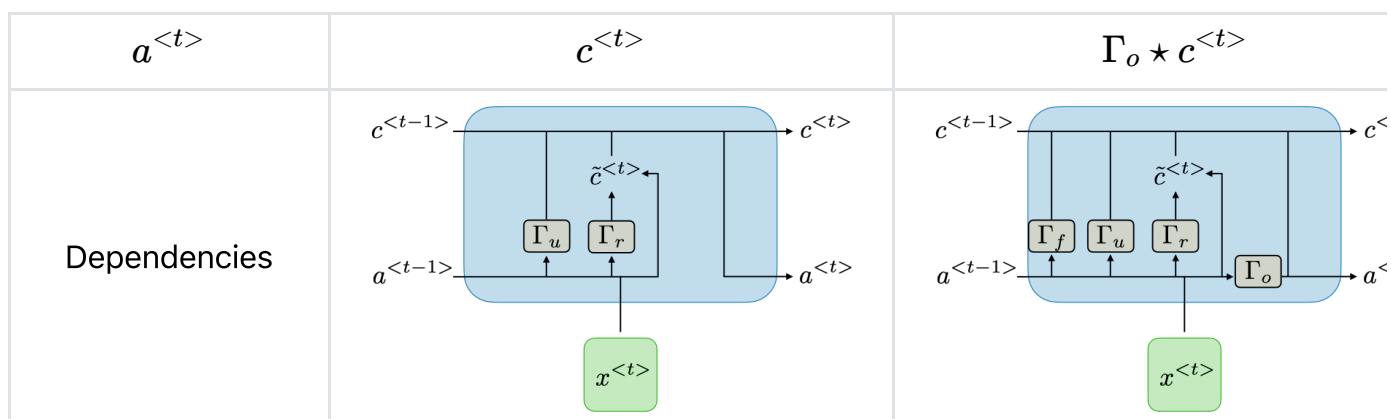 a^{<t>} c^{<t>} Γ_o ⋆ c^{<t>}
c^{<t-1>} c^{<t>} c^{<t-1>} c^<
c̃^{<t>} c̃^{<t>}
Γ_u Γ_r Γ_f Γ_u Γ_r
Dependencies
a^{<t-1>} a^{<t>} a^{<t-1>} Γ_o a^<
x^{<t>} x^{<t>}